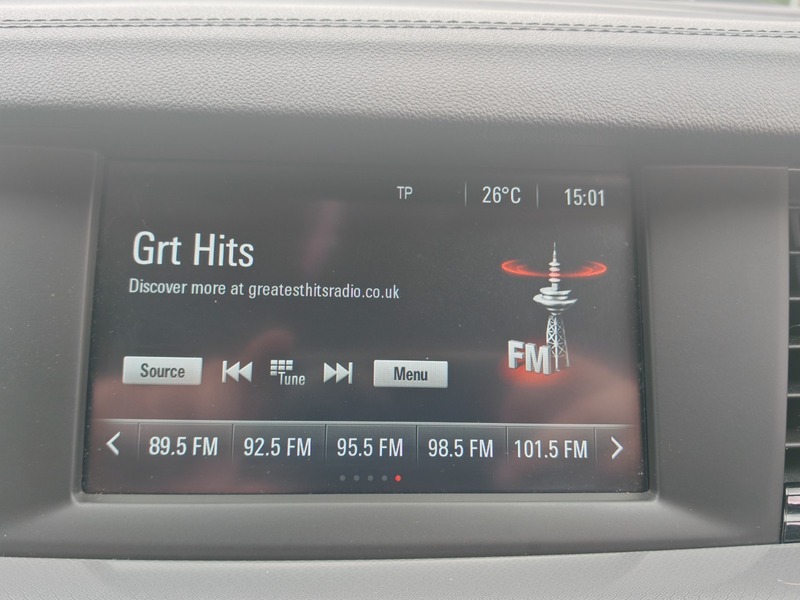 TP 26°C 15:01
Grt Hits
Discover more at greatesthitsradio.co.uk
FM
Source Tune Menu
89.5 FM 92.5 FM 95.5 FM 98.5 FM 101.5 FM